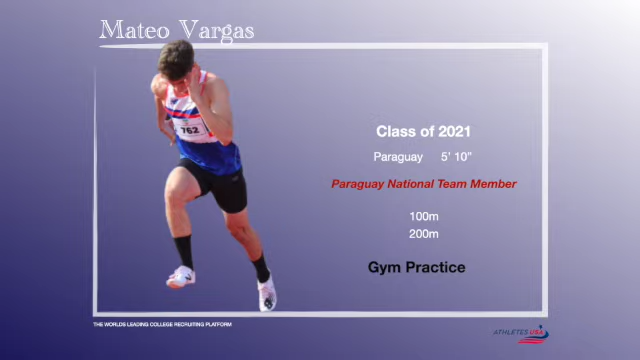 Mateo Vargas
762
Class of 2021
Paraguay 5' 10"
Paraguay National Team Member
100m
200m
Gym Practice
THE WORLDS LEADING COLLEGE RECRUITING PLATFORM
ATHLETES USA